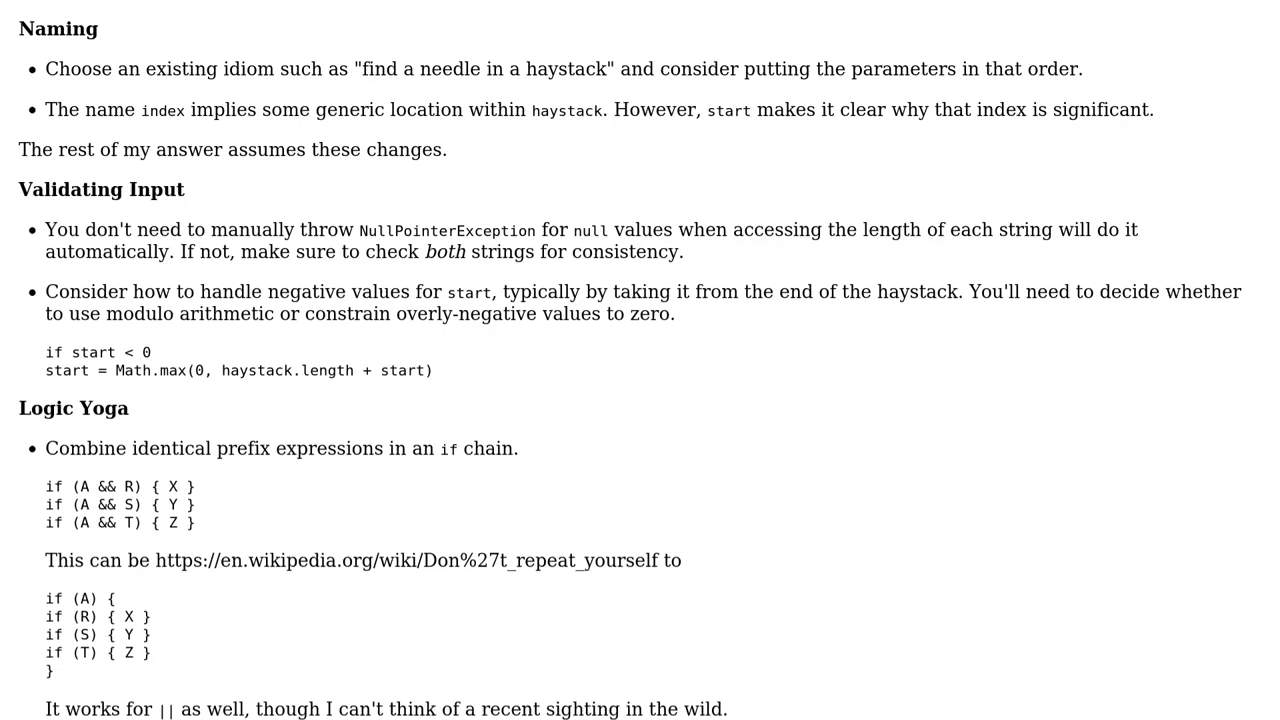 Naming
• Choose an existing idiom such as "find a needle in a haystack" and consider putting the parameters in that order.
• The name index implies some generic location within haystack. However, start makes it clear why that index is significant.
The rest of my answer assumes these changes.
Validating Input
• You don't need to manually throw NullPointerException for null values when accessing the length of each string will do it
automatically. If not, make sure to check both strings for consistency.
• Consider how to handle negative values for start, typically by taking it from the end of the haystack. You'll need to decide whether
to use modulo arithmetic or constrain overly-negative values to zero.
if start < 0
start = Math.max(0, haystack.length + start)
Logic Yoga
• Combine identical prefix expressions in an if chain.
if (A && R) { X }
if (A && S) { Y }
if (A && T) { Z }
This can be https://en.wikipedia.org/wiki/Don%27t_repeat_yourself to
if (A) {
if (R) { X }
if (S) { Y }
if (T) { Z }
}
It works for || as well, though I can't think of a recent sighting in the wild.